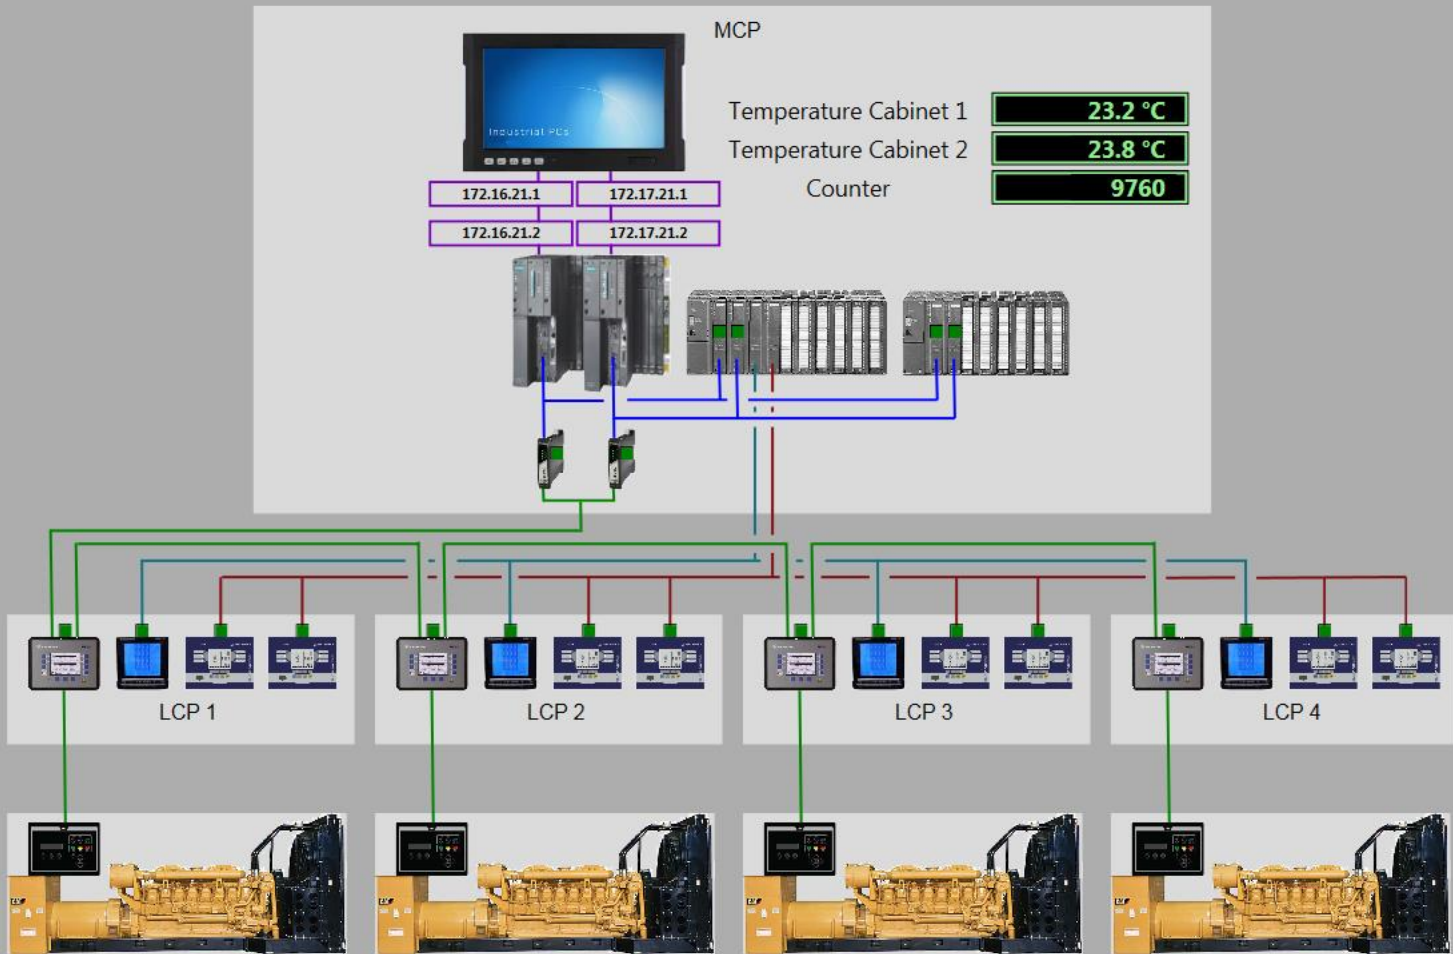 MCP
Industrial PCs
Temperature Cabinet 1
23.2 °C
Temperature Cabinet 2
23.8 °C
Counter
9760
172.16.21.1
172.17.21.1
172.16.21.2
172.17.21.2
LCP 1
LCP 2
LCP 3
LCP 4